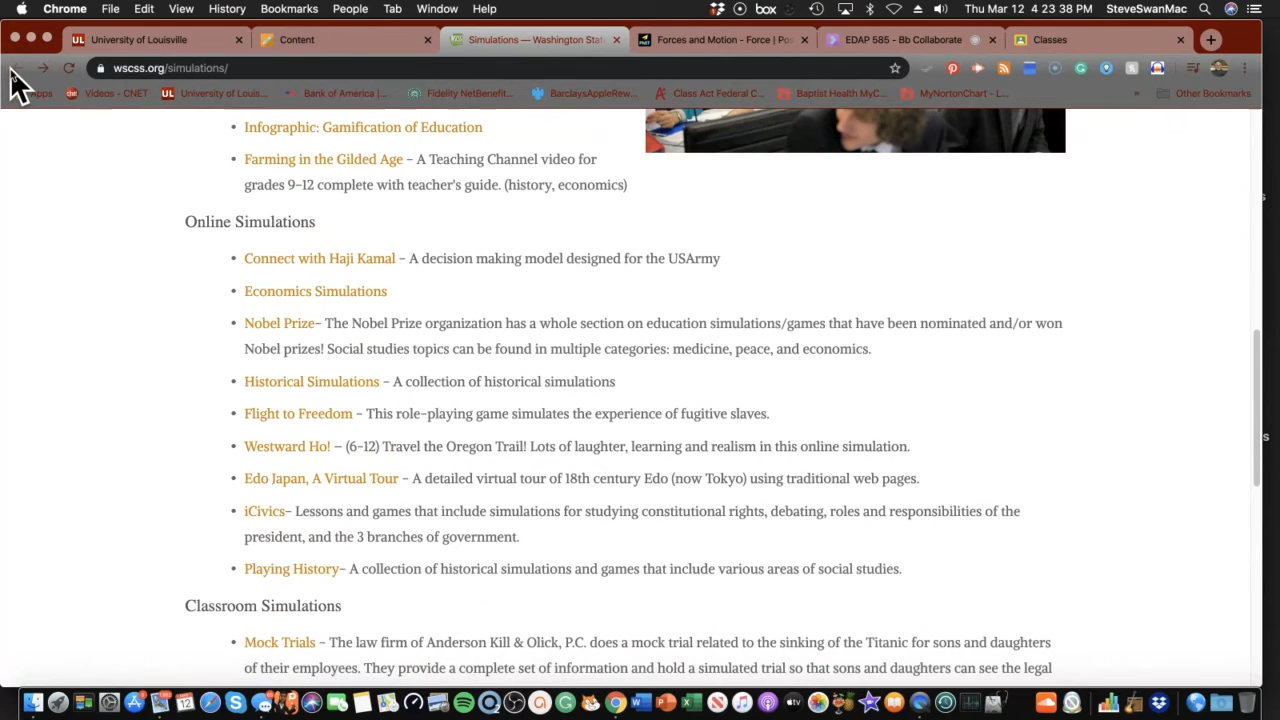 Chrome File Edit View History Bookmarks People Tab Window Help box Thu Mar 12 4:23:38 PM SteveSwanMac
University of Louisville Content Simulations — Washington Stat Forces and Motion - Force | Po EDAP 585 - Bb Collaborate Classes
wscss.org/simulations/
Apps Videos - CNET University of Louis... Bank of America |... Fidelity NetBenefit... BarclaysAppleRew... Class Act Federal C... Baptist Health MyC... MyNortonChart - L... » Other Bookmarks
• Infographic: Gamification of Education
• Farming in the Gilded Age - A Teaching Channel video for
grades 9-12 complete with teacher's guide. (history, economics)
Online Simulations
• Connect with Haji Kamal - A decision making model designed for the USArmy
• Economics Simulations
• Nobel Prize- The Nobel Prize organization has a whole section on education simulations/games that have been nominated and/or won
Nobel prizes! Social studies topics can be found in multiple categories: medicine, peace, and economics.
• Historical Simulations - A collection of historical simulations
• Flight to Freedom - This role-playing game simulates the experience of fugitive slaves.
• Westward Ho! – (6-12) Travel the Oregon Trail! Lots of laughter, learning and realism in this online simulation.
• Edo Japan, A Virtual Tour - A detailed virtual tour of 18th century Edo (now Tokyo) using traditional web pages.
• iCivics- Lessons and games that include simulations for studying constitutional rights, debating, roles and responsibilities of the
president, and the 3 branches of government.
• Playing History- A collection of historical simulations and games that include various areas of social studies.
Classroom Simulations
• Mock Trials - The law firm of Anderson Kill & Olick, P.C. does a mock trial related to the sinking of the Titanic for sons and daughters
of their employees. They provide a complete set of information and hold a simulated trial so that sons and daughters can see the legal